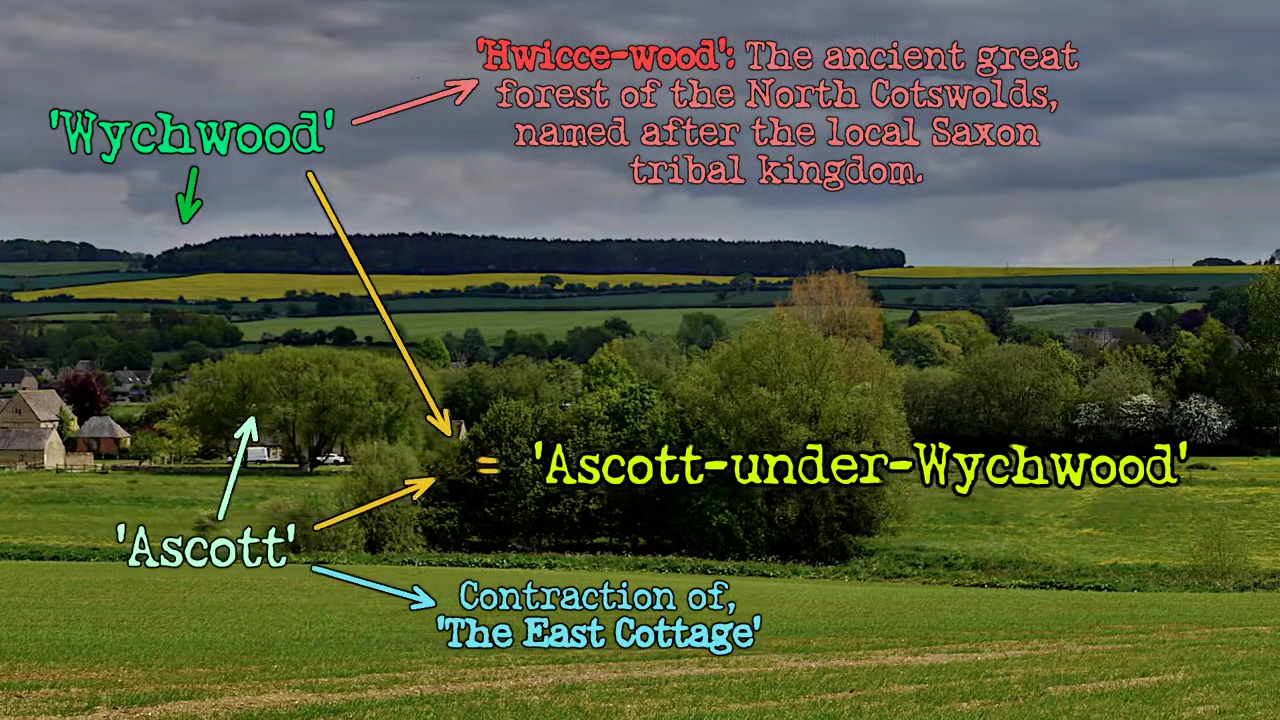 'Hwicce-wood': The ancient great
forest of the North Cotswolds,
named after the local Saxon
tribal kingdom.
'Wychwood'
= 'Ascott-under-Wychwood'
'Ascott'
Contraction of,
'The East Cottage'